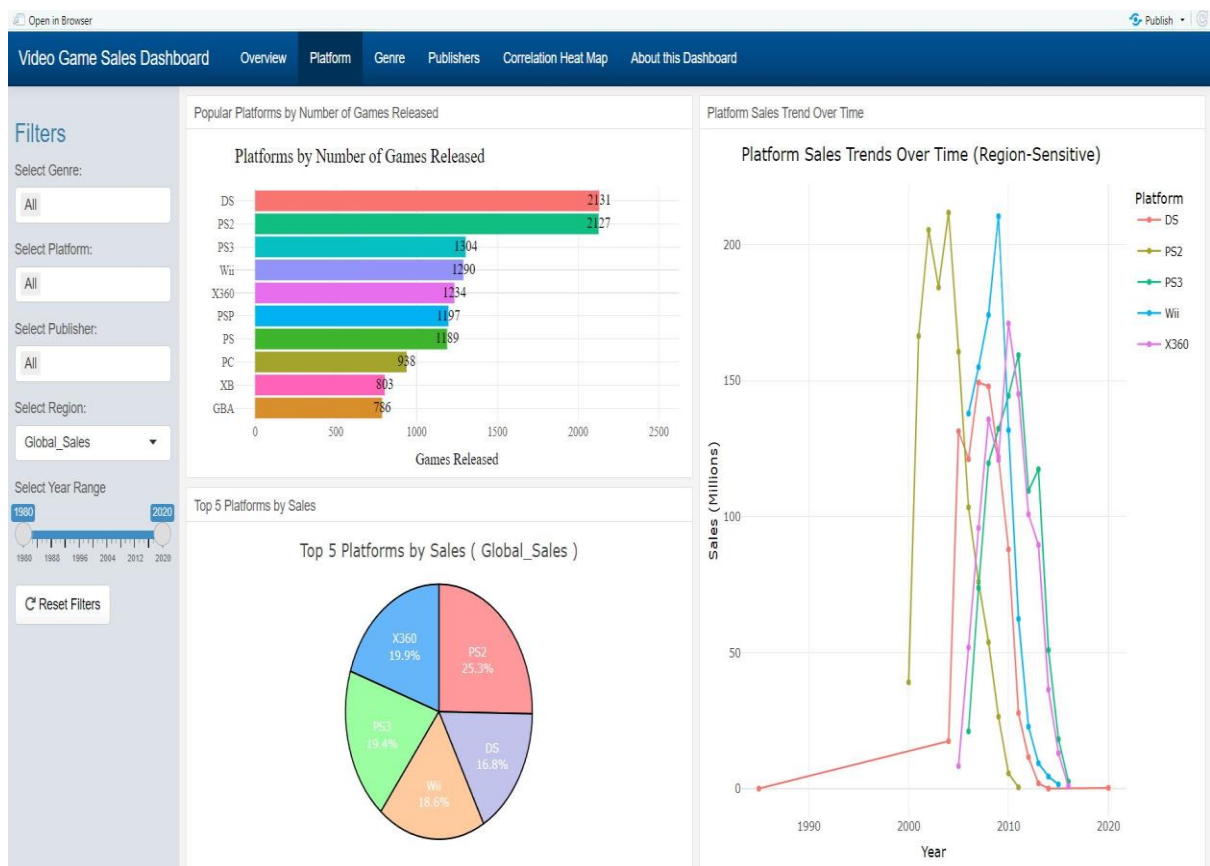 Open in Browser
Publish
Video Game Sales Dashboard Overview Platform Genre Publishers Correlation Heat Map About this Dashboard
Filters
Select Genre:
All
Select Platform:
All
Select Publisher:
All
Select Region:
Global_Sales
Select Year Range
1980 2020
1980 1988 1996 2004 2012 2020
Reset Filters
Popular Platforms by Number of Games Released
Platforms by Number of Games Released
DS 2131
PS2 2127
PS3 1304
Wii 1290
X360 1234
PSP 1197
PS 1189
PC 938
XB 803
GBA 786
0 500 1000 1500 2000 2500
Games Released
Top 5 Platforms by Sales
Top 5 Platforms by Sales ( Global_Sales )
X360
19.9%
PS2
25.3%
PS3
19.4%
DS
16.8%
Wii
18.6%
Platform Sales Trend Over Time
Platform Sales Trends Over Time (Region-Sensitive)
Platform
DS
PS2
PS3
Wii
X360
Sales (Millions)
200
150
100
50
0
1990 2000 2010 2020
Year